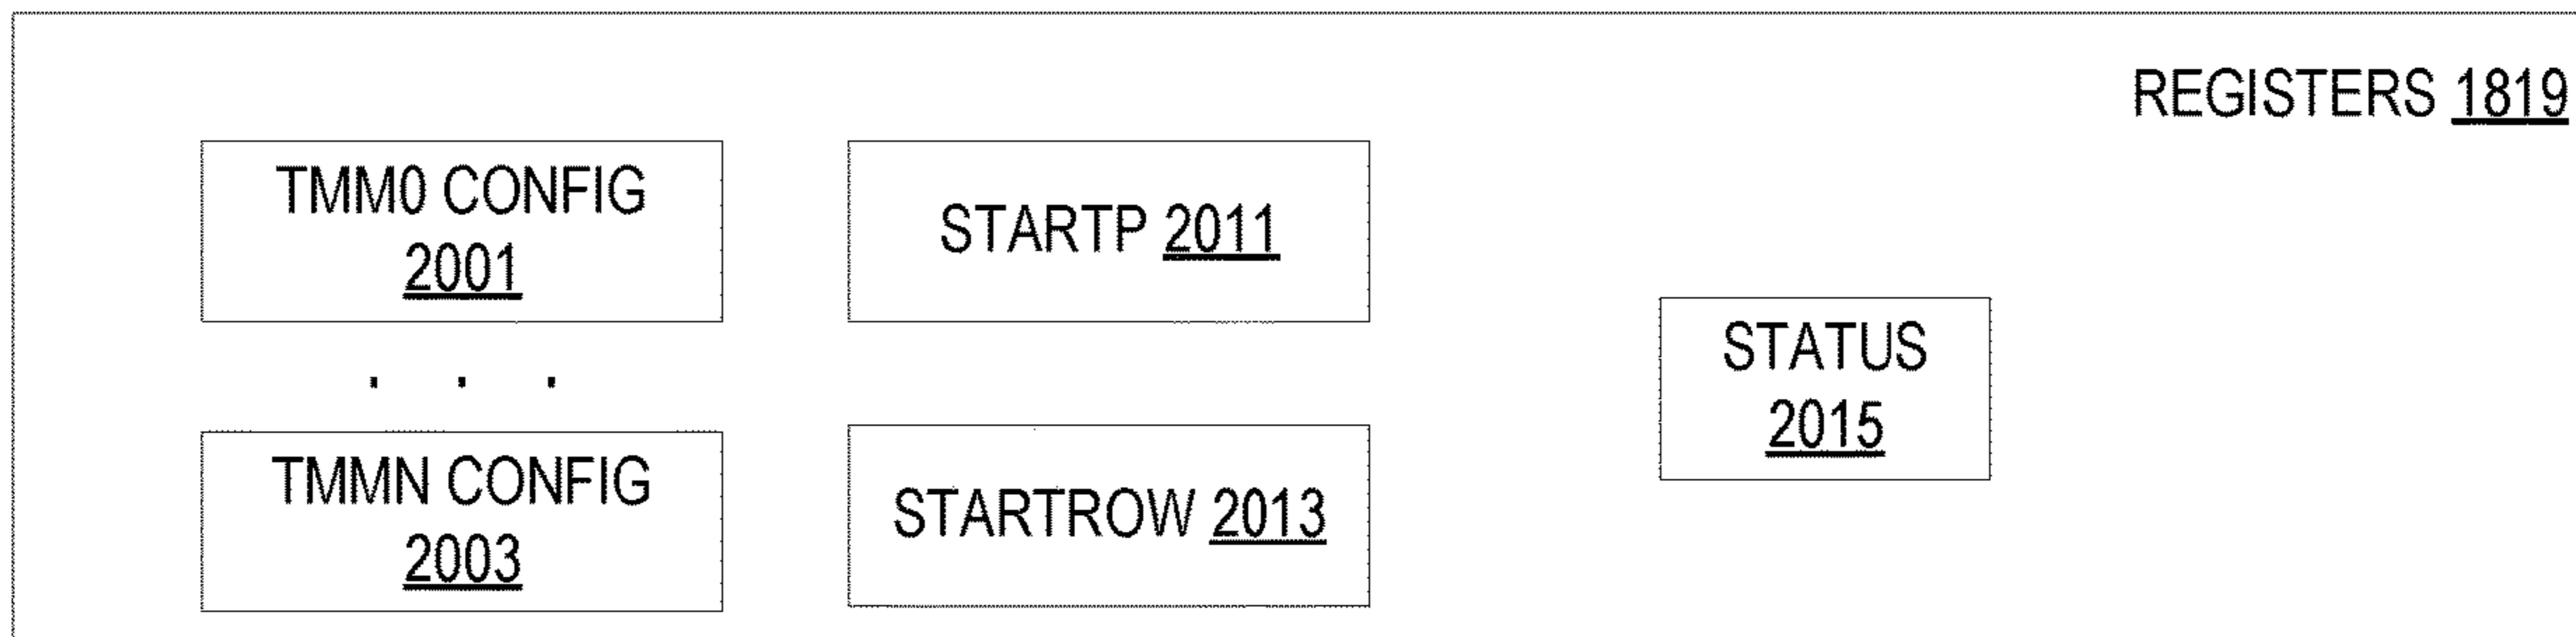 REGISTERS 1819
TMM0 CONFIG
2001
STARTP 2011
. . .
STATUS
2015
TMMN CONFIG
2003
STARTROW 2013